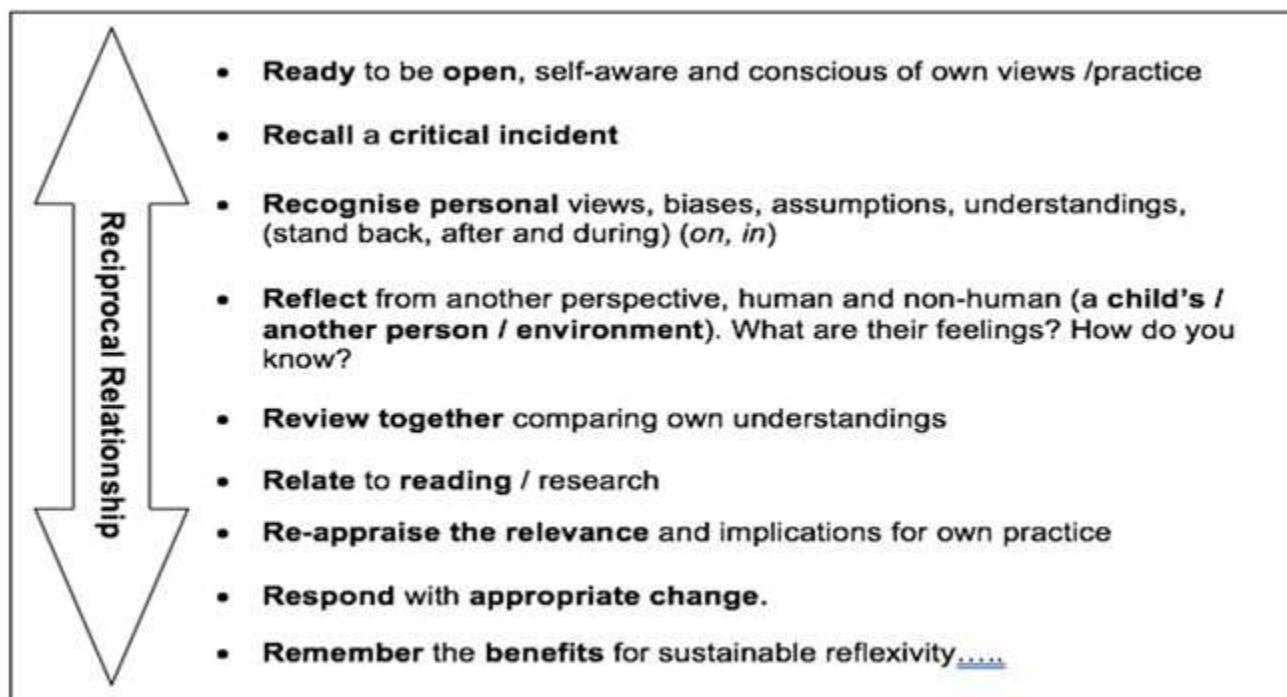 Reciprocal Relationship
• Ready to be open, self-aware and conscious of own views /practice
• Recall a critical incident
• Recognise personal views, biases, assumptions, understandings,
(stand back, after and during) (on, in)
• Reflect from another perspective, human and non-human (a child's /
another person / environment). What are their feelings? How do you
know?
• Review together comparing own understandings
• Relate to reading / research
• Re-appraise the relevance and implications for own practice
• Respond with appropriate change.
• Remember the benefits for sustainable reflexivity.....